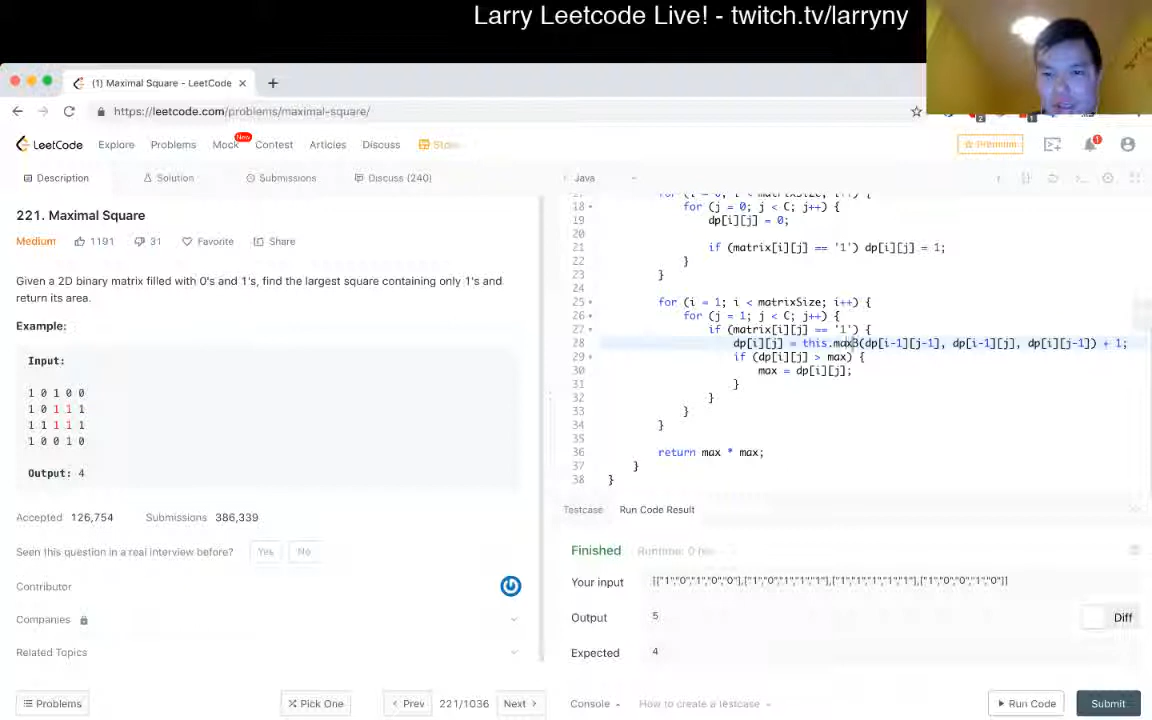 Larry Leetcode Live! - twitch.tv/larryny
(1) Maximal Square - LeetCode
https://leetcode.com/problems/maximal-square/
LeetCode Explore Problems Mock New Contest Articles Discuss Premium 1
Description Solution Submissions Discuss (240) Java
221. Maximal Square
Medium 1191 31 Favorite Share
Given a 2D binary matrix filled with 0's and 1's, find the largest square containing only 1's and
return its area.
Example:
Input:
1 0 1 0 0
1 0 1 1 1
1 1 1 1 1
1 0 0 1 0
Output: 4
Accepted 126,754 Submissions 386,339
Seen this question in a real interview before? Yes No
Contributor
Companies
Related Topics
for (i = 0; i < matrixSize; i++) {
18 for (j = 0; j < C; j++) {
19 dp[i][j] = 0;
20
21 if (matrix[i][j] == '1') dp[i][j] = 1;
22 }
23 }
24
25 for (i = 1; i < matrixSize; i++) {
26 for (j = 1; j < C; j++) {
27 if (matrix[i][j] == '1') {
28 dp[i][j] = this.max3(dp[i-1][j-1], dp[i-1][j], dp[i][j-1]) + 1;
29 if (dp[i][j] > max) {
30 max = dp[i][j];
31 }
32 }
33 }
34 }
35
36 return max * max;
37 }
38 }
Testcase Run Code Result
Finished Runtime: 0
Your input [["1","0","1","0","0"],["1","0","1","1","1"],["1","1","1","1","1"],["1","0","0","1","0"]]
Output 5
Diff
Expected 4
Problems Pick One Prev 221/1036 Next Console How to create a testcase Run Code Submit